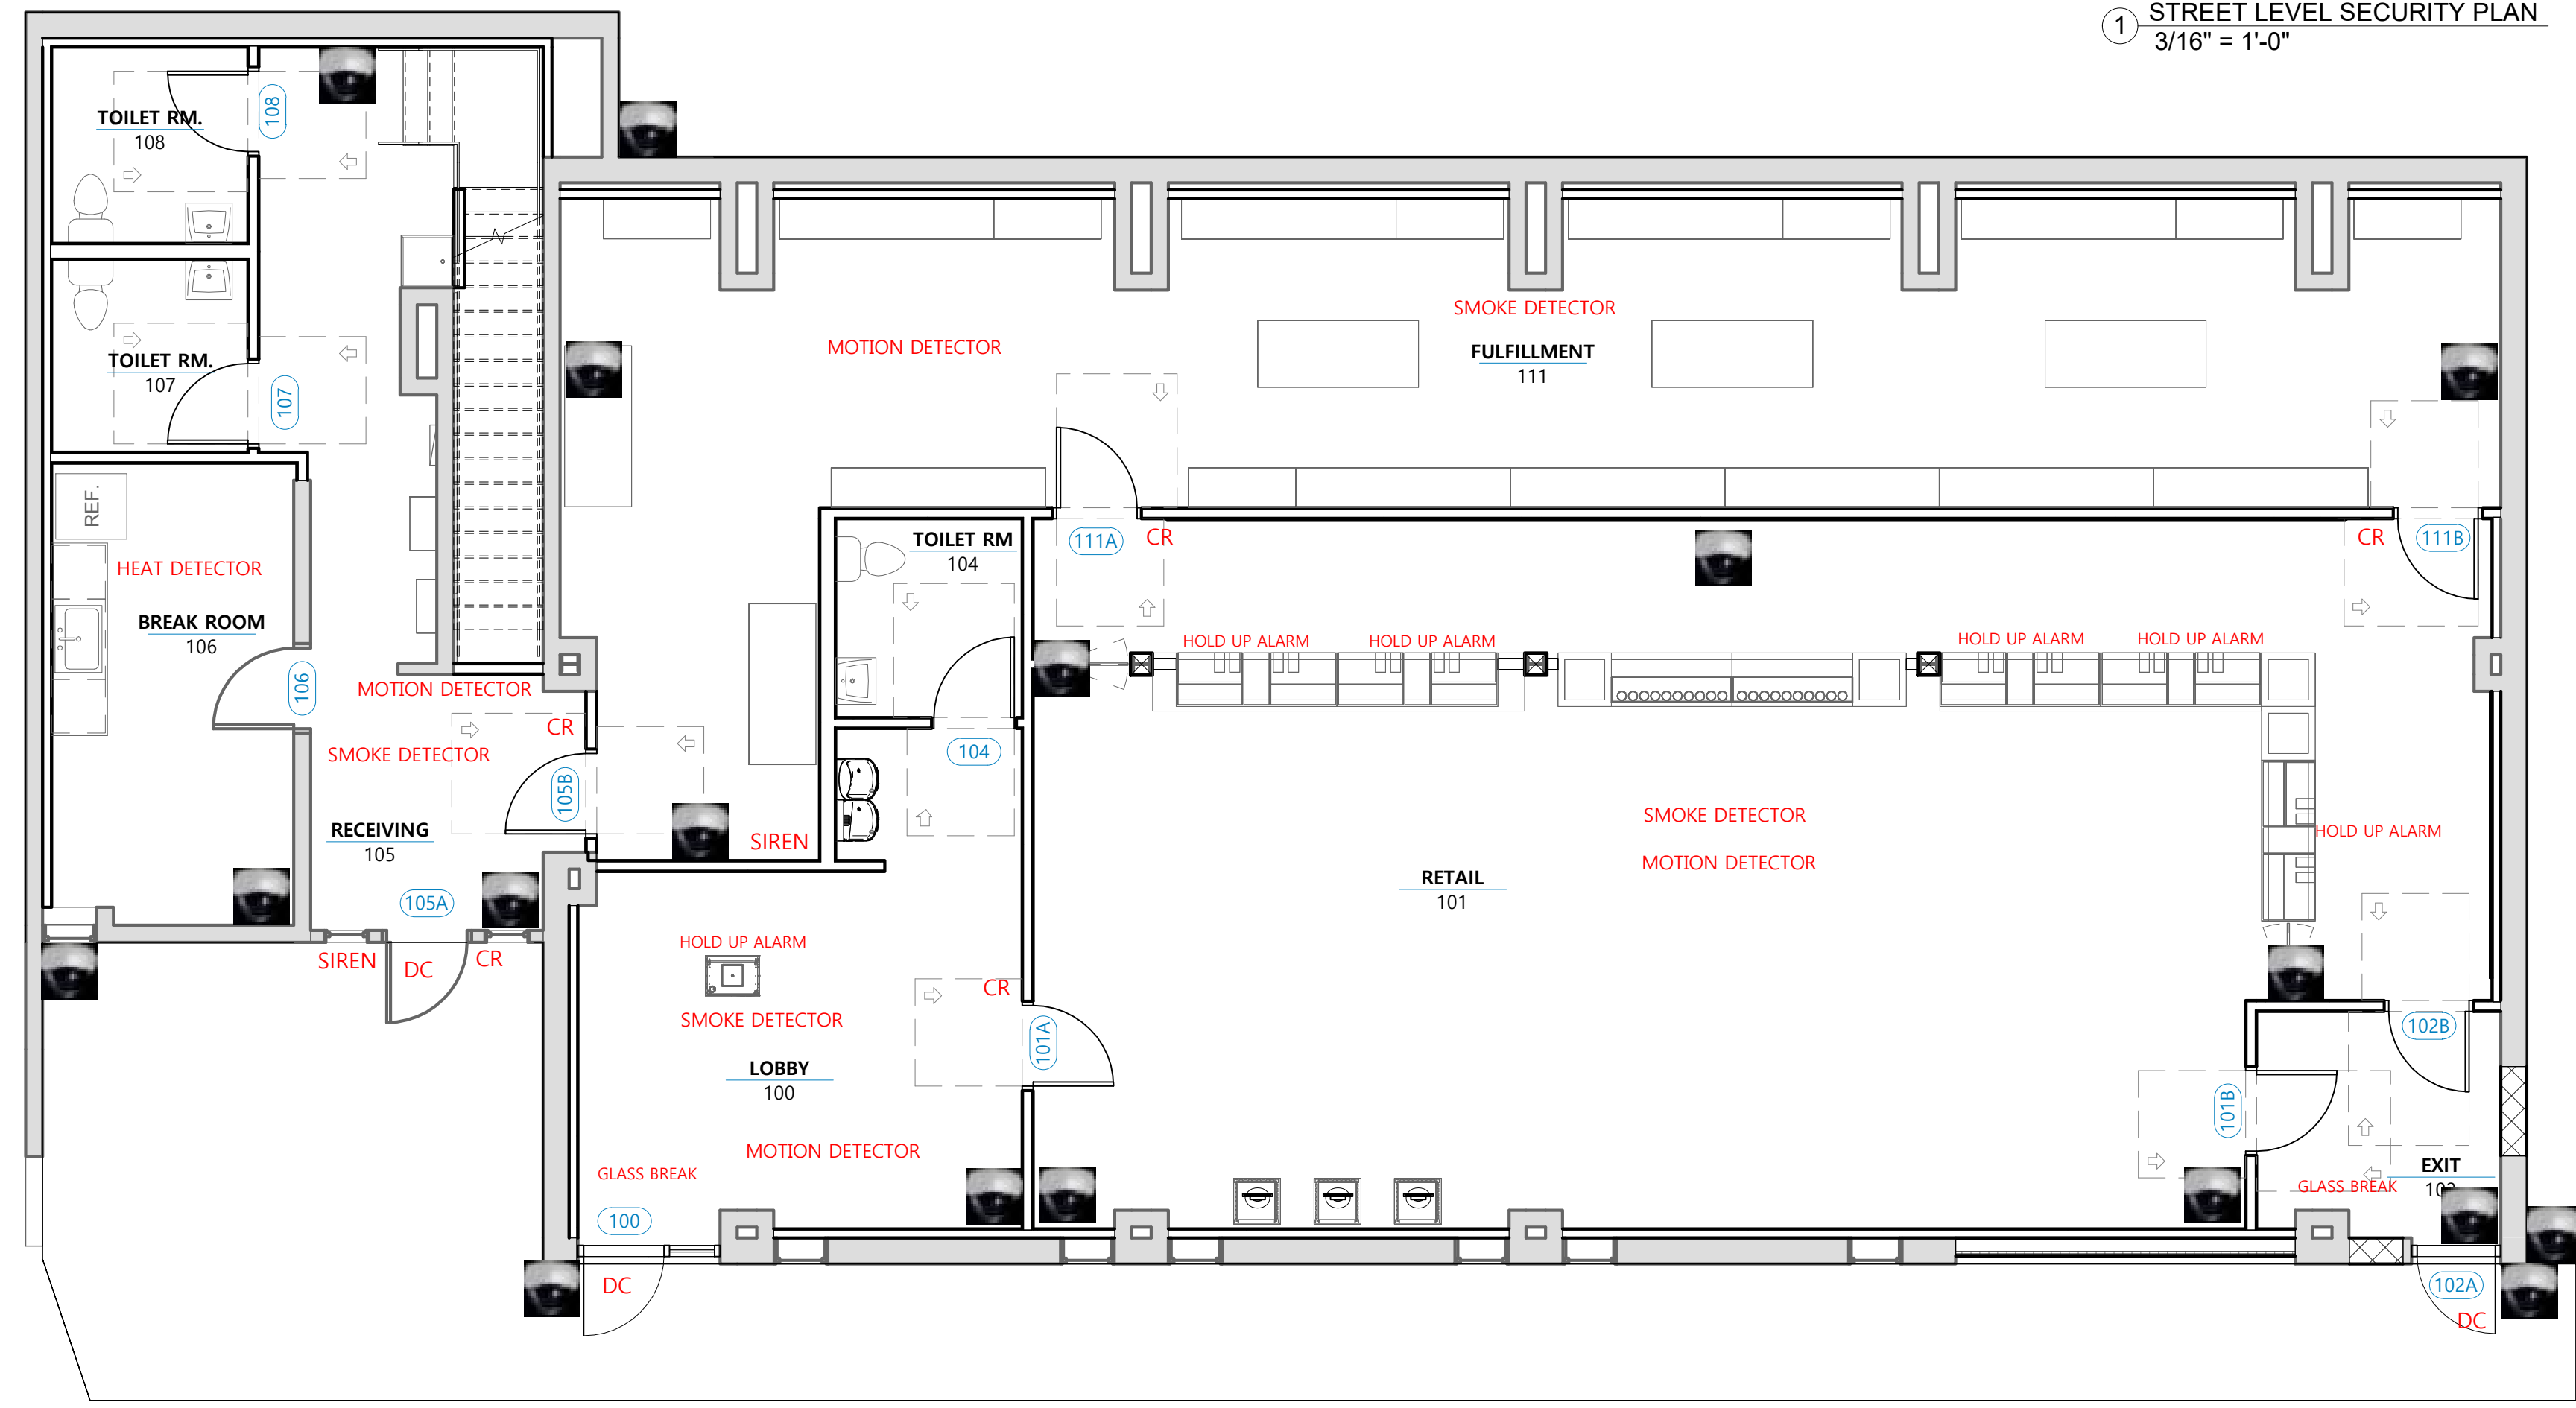 1 STREET LEVEL SECURITY PLAN
3/16" = 1'-0"
TOILET RM.
108
108
TOILET RM.
107
107
REF.
HEAT DETECTOR
BREAK ROOM
106
106
MOTION DETECTOR
CR
SMOKE DETECTOR
105B
RECEIVING
105
105A
SIREN
DC
CR
MOTION DETECTOR
SMOKE DETECTOR
FULFILLMENT
111
TOILET RM
104
104
SIREN
111A
CR
CR
111B
HOLD UP ALARM
HOLD UP ALARM
HOLD UP ALARM
HOLD UP ALARM
SMOKE DETECTOR
MOTION DETECTOR
HOLD UP ALARM
RETAIL
101
HOLD UP ALARM
CR
SMOKE DETECTOR
101A
LOBBY
100
MOTION DETECTOR
GLASS BREAK
100
DC
102B
101B
EXIT
GLASS BREAK
102A
DC